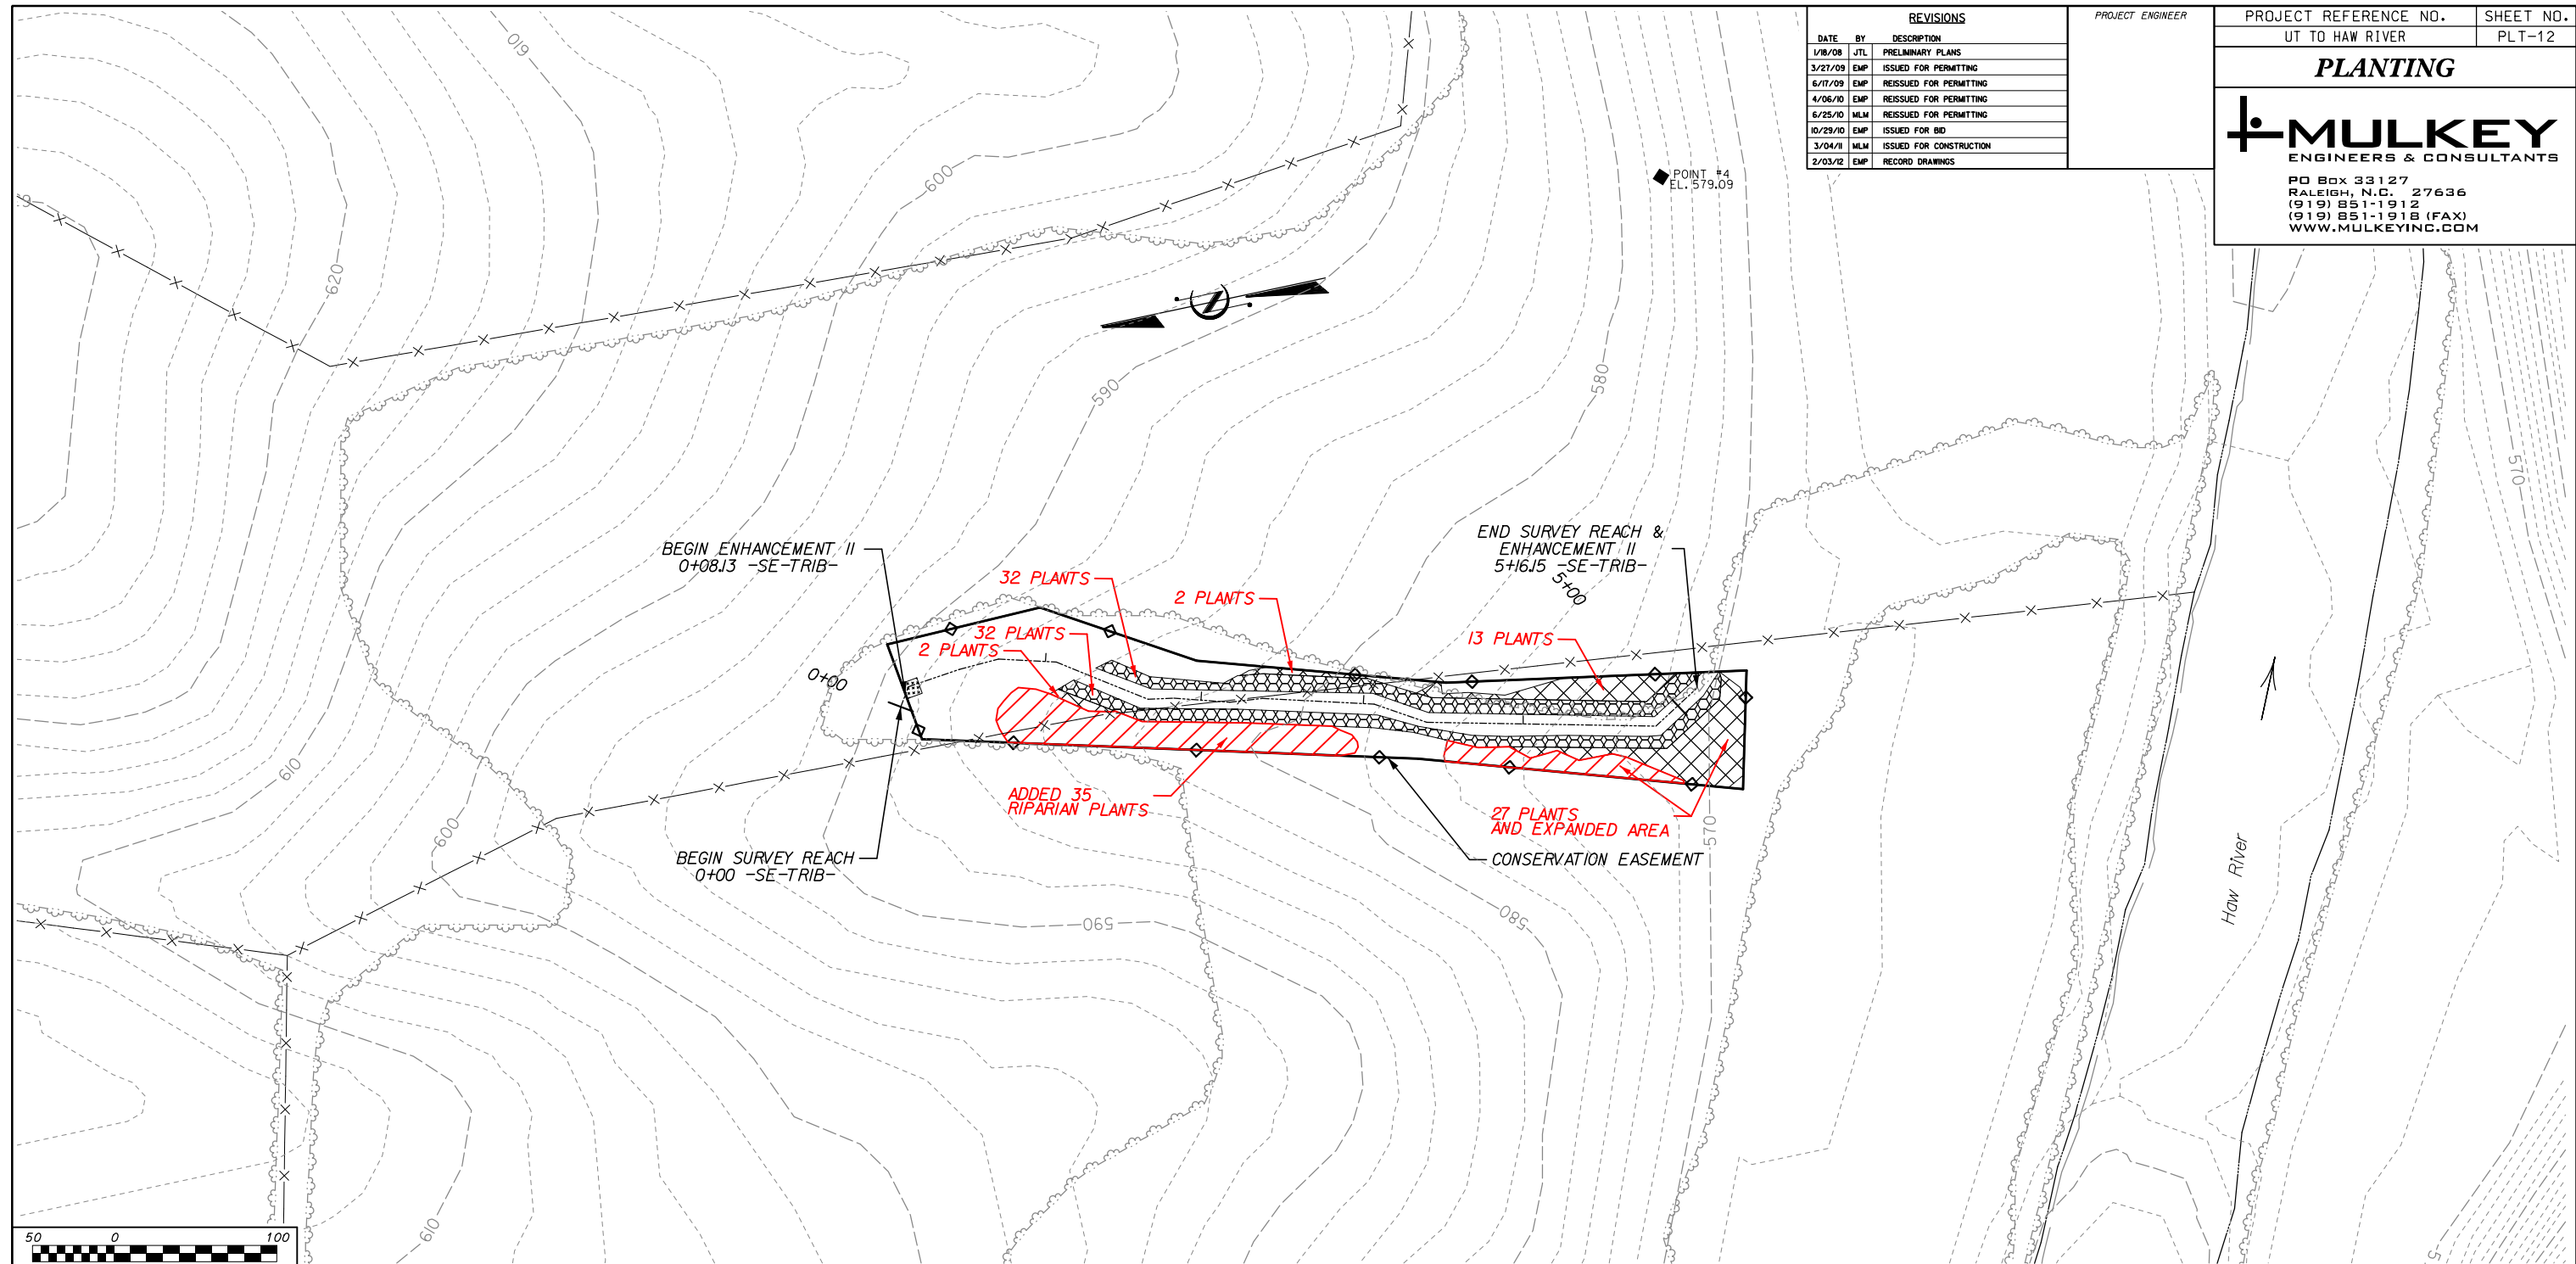 REVISIONS
DATE BY DESCRIPTION
1/18/08 JTL PRELIMINARY PLANS
3/27/09 EMP ISSUED FOR PERMITTING
6/17/09 EMP REISSUED FOR PERMITTING
4/06/10 EMP REISSUED FOR PERMITTING
6/25/10 MLM REISSUED FOR PERMITTING
10/29/10 EMP ISSUED FOR BID
3/04/11 MLM ISSUED FOR CONSTRUCTION
2/03/12 EMP RECORD DRAWINGS
PROJECT ENGINEER
PROJECT REFERENCE NO. SHEET NO.
UT TO HAW RIVER PLT-12
PLANTING
MULKEY
ENGINEERS & CONSULTANTS
PO BOX 33127
RALEIGH, N.C. 27636
(919) 851-1912
(919) 851-1918 (FAX)
WWW.MULKEYINC.COM
610
620
600
POINT #4
EL. 579.09
590
580
570
BEGIN ENHANCEMENT II
0+08.13 -SE-TRIB-
END SURVEY REACH &
ENHANCEMENT II
5+16.15 -SE-TRIB-
5+00
32 PLANTS
2 PLANTS
32 PLANTS
2 PLANTS
13 PLANTS
0+00
ADDED 35
RIPARIAN PLANTS
27 PLANTS
AND EXPANDED AREA
BEGIN SURVEY REACH
0+00 -SE-TRIB-
CONSERVATION EASEMENT
610
600
570
590
580
Haw River
610
50 0 100